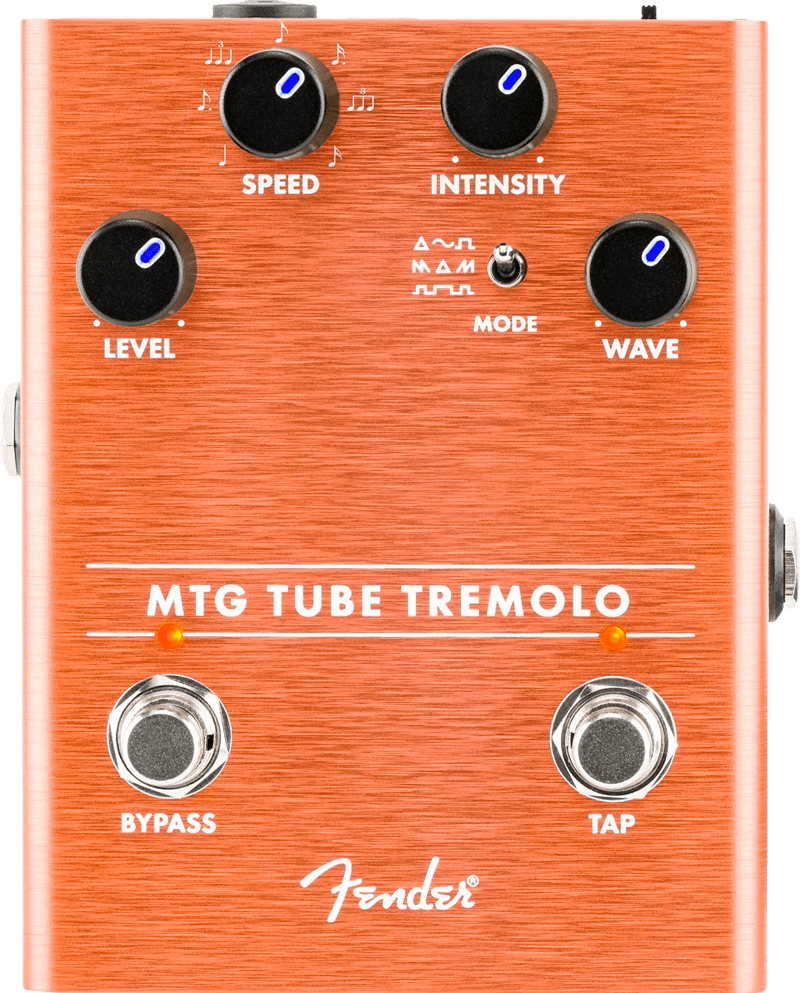 SPEED
INTENSITY
LEVEL
MODE
WAVE
MTG TUBE TREMOLO
BYPASS
TAP
Fender®